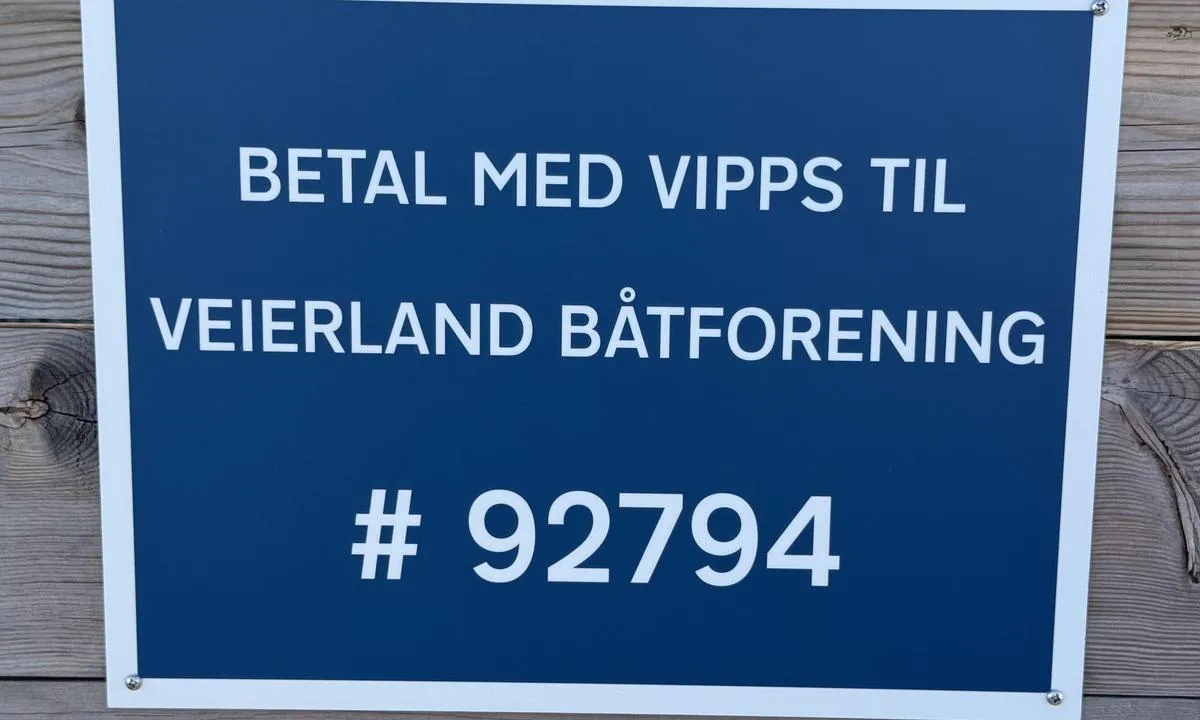 BETAL MED VIPPS TIL
VEIERLAND BÅTFORENING
# 92794